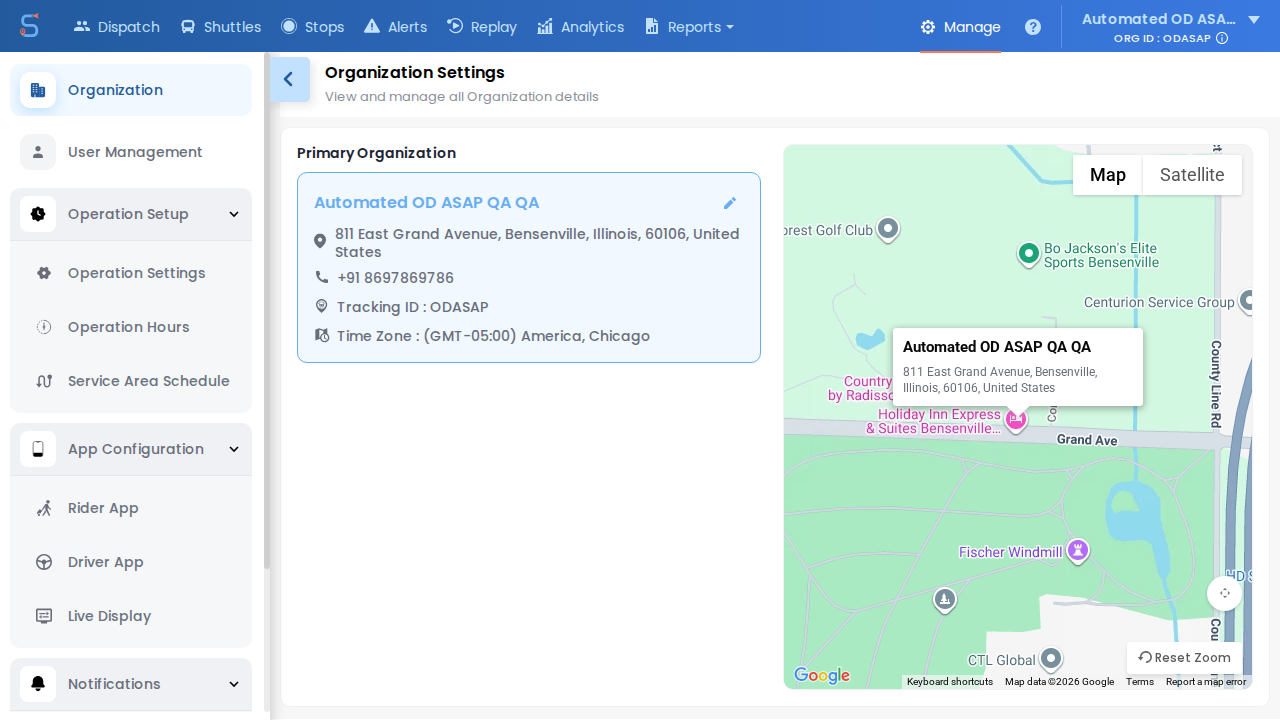 Dispatch
Shuttles
Stops
Alerts
Replay
Analytics
Reports
Manage
Automated OD ASA...
ORG ID : ODASAP
Organization
User Management
Operation Setup
Operation Settings
Operation Hours
Service Area Schedule
App Configuration
Rider App
Driver App
Live Display
Notifications
Organization Settings
View and manage all Organization details
Primary Organization
Automated OD ASAP QA QA
811 East Grand Avenue, Bensenville, Illinois, 60106, United
States
+91 8697869786
Tracking ID : ODASAP
Time Zone : (GMT-05:00) America, Chicago
Map
Satellite
orest Golf Club
Bo Jackson's Elite
Sports Bensenville
Centurion Service Group
Automated OD ASAP QA QA
811 East Grand Avenue, Bensenville,
Illinois, 60106, United States
County Line Rd
Country
by Radisso
Holiday Inn Express
& Suites Bensenville...
Grand Ave
Fischer Windmill
HD S
Cou
CTL Global
Reset Zoom
Google
Keyboard shortcuts
Map data ©2026 Google
Terms
Report a map error